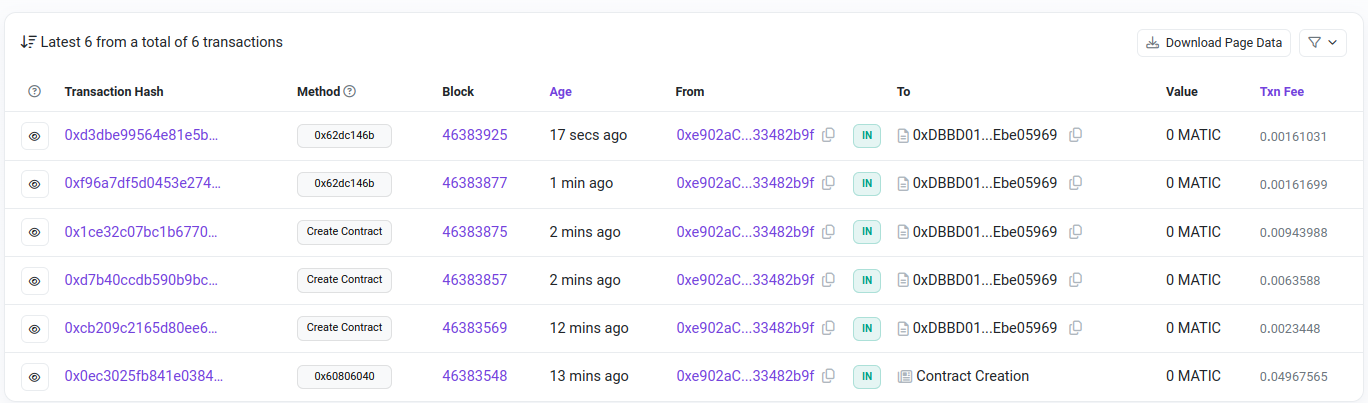 Latest 6 from a total of 6 transactions
Download Page Data
Transaction Hash Method Block Age From To Value Txn Fee
0xd3dbe99564e81e5b... 0x62dc146b 46383925 17 secs ago 0xe902aC...33482b9f IN 0xDBBD01...Ebe05969 0 MATIC 0.00161031
0xf96a7df5d0453e274... 0x62dc146b 46383877 1 min ago 0xe902aC...33482b9f IN 0xDBBD01...Ebe05969 0 MATIC 0.00161699
0x1ce32c07bc1b6770... Create Contract 46383875 2 mins ago 0xe902aC...33482b9f IN 0xDBBD01...Ebe05969 0 MATIC 0.00943988
0xd7b40ccdb590b9bc... Create Contract 46383857 2 mins ago 0xe902aC...33482b9f IN 0xDBBD01...Ebe05969 0 MATIC 0.0063588
0xcb209c2165d80ee6... Create Contract 46383569 12 mins ago 0xe902aC...33482b9f IN 0xDBBD01...Ebe05969 0 MATIC 0.0023448
0x0ec3025fb841e0384... 0x60806040 46383548 13 mins ago 0xe902aC...33482b9f IN Contract Creation 0 MATIC 0.04967565